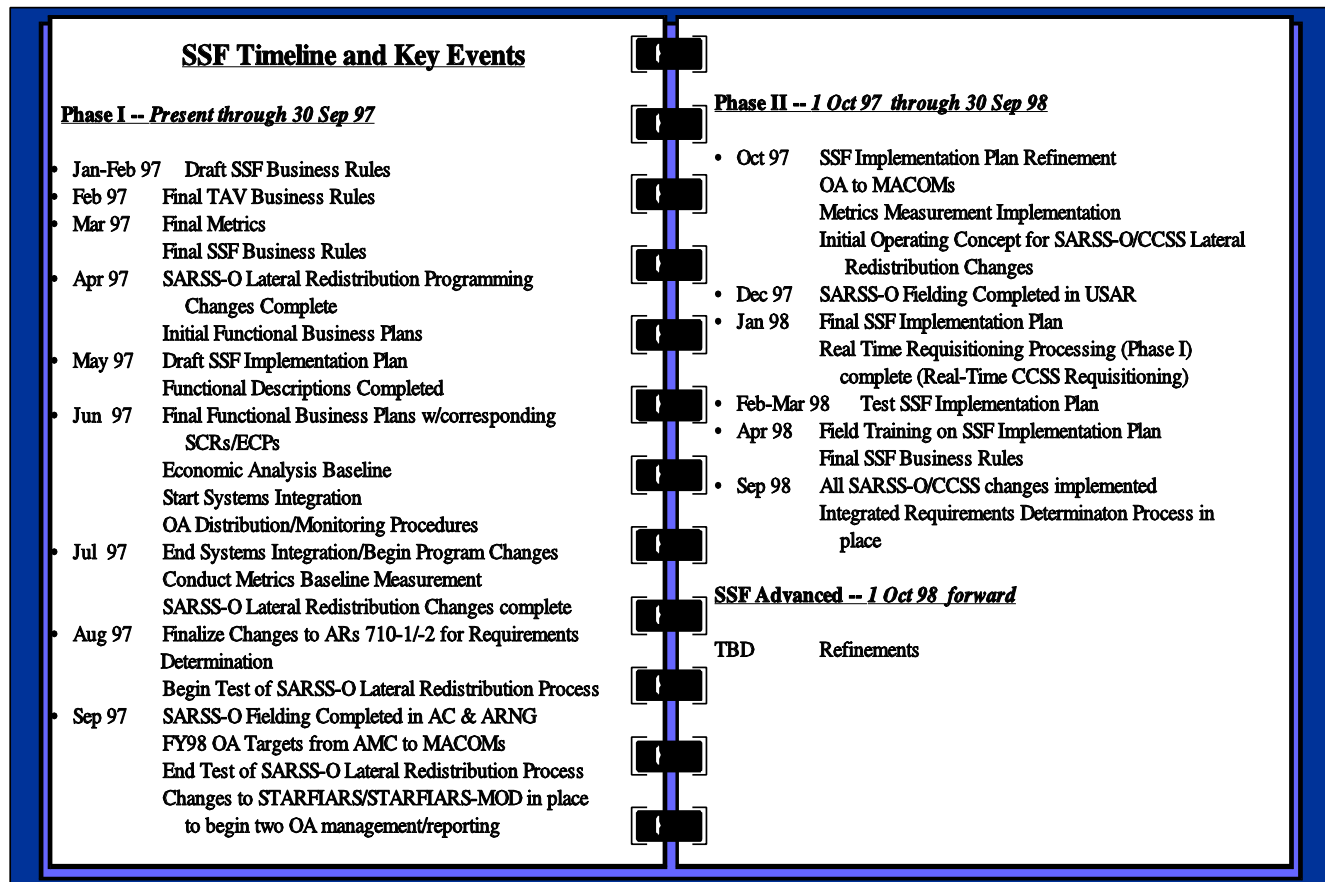 SSF Timeline and Key Events
Phase I -- Present through 30 Sep 97
• Jan-Feb 97 Draft SSF Business Rules
• Feb 97 Final TAV Business Rules
• Mar 97 Final Metrics
Final SSF Business Rules
• Apr 97 SARSS-O Lateral Redistribution Programming
Changes Complete
Initial Functional Business Plans
• May 97 Draft SSF Implementation Plan
Functional Descriptions Completed
• Jun 97 Final Functional Business Plans w/corresponding
SCRs/ECPs
Economic Analysis Baseline
Start Systems Integration
OA Distribution/Monitoring Procedures
• Jul 97 End Systems Integration/Begin Program Changes
Conduct Metrics Baseline Measurement
SARSS-O Lateral Redistribution Changes complete
• Aug 97 Finalize Changes to ARs 710-1/-2 for Requirements
Determination
Begin Test of SARSS-O Lateral Redistribution Process
• Sep 97 SARSS-O Fielding Completed in AC & ARNG
FY98 OA Targets from AMC to MACOMs
End Test of SARSS-O Lateral Redistribution Process
Changes to STARFIARS/STARFIARS-MOD in place
to begin two OA management/reporting
Phase II -- 1 Oct 97 through 30 Sep 98
• Oct 97 SSF Implementation Plan Refinement
OA to MACOMs
Metrics Measurement Implementation
Initial Operating Concept for SARSS-O/CCSS Lateral
Redistribution Changes
• Dec 97 SARSS-O Fielding Completed in USAR
• Jan 98 Final SSF Implementation Plan
Real Time Requisitioning Processing (Phase I)
complete (Real-Time CCSS Requisitioning)
• Feb-Mar 98 Test SSF Implementation Plan
• Apr 98 Field Training on SSF Implementation Plan
Final SSF Business Rules
• Sep 98 All SARSS-O/CCSS changes implemented
Integrated Requirements Determinaton Process in
place
SSF Advanced -- 1 Oct 98 forward
TBD Refinements